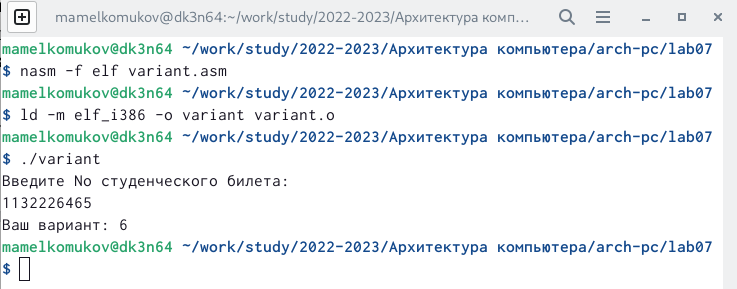 mamelkomukov@dk3n64:~/work/study/2022-2023/Архитектура комп...
mamelkomukov@dk3n64 ~/work/study/2022-2023/Архитектура компьютера/arch-pc/lab07
$ nasm -f elf variant.asm
mamelkomukov@dk3n64 ~/work/study/2022-2023/Архитектура компьютера/arch-pc/lab07
$ ld -m elf_i386 -o variant variant.o
mamelkomukov@dk3n64 ~/work/study/2022-2023/Архитектура компьютера/arch-pc/lab07
$ ./variant
Введите No студенческого билета:
1132226465
Ваш вариант: 6
mamelkomukov@dk3n64 ~/work/study/2022-2023/Архитектура компьютера/arch-pc/lab07
$